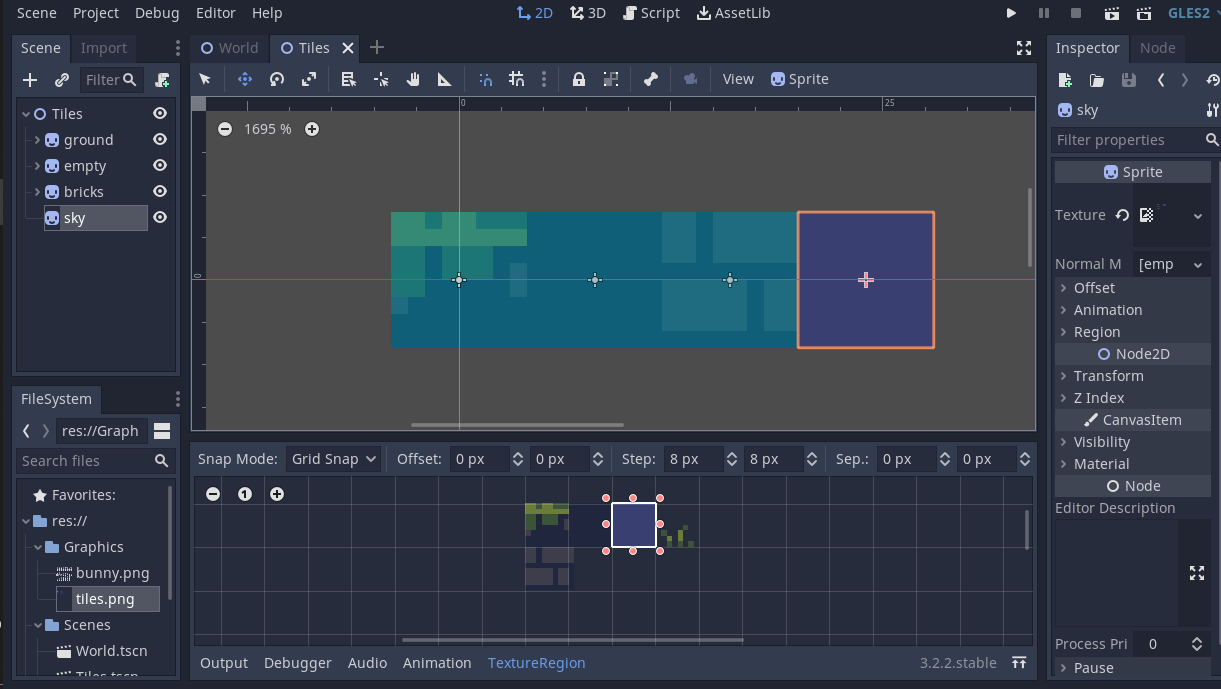 Scene Project Debug Editor Help 2D 3D Script AssetLib GLES2
Scene Import World Tiles Inspector Node
Filter View Sprite
0 25
Tiles sky
1695 %
ground Filter properties
empty
bricks Sprite
sky
Texture
Normal M [emp
0
Offset
Animation
Region
Node2D
Transform
FileSystem Z Index
CanvasItem
res://Graph
Visibility
Search files Snap Mode: Grid Snap Offset: 0 px 0 px Step: 8 px 8 px Sep.: 0 px 0 px Material
Node
Favorites: 1
Editor Description
res://
Graphics
bunny.png
tiles.png
Scenes
World.tscn Process Pri 0
Output Debugger Audio Animation TextureRegion 3.2.2.stable
Tiles.tscn Pause